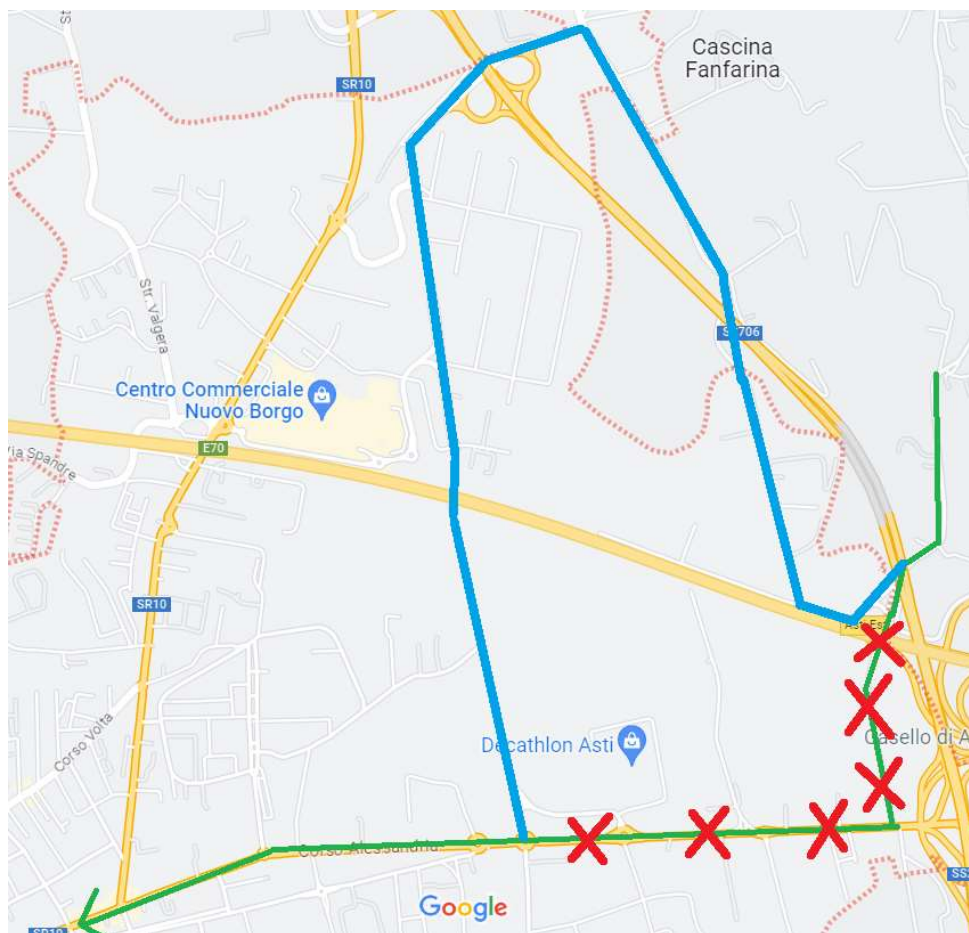 SR10
Cascina
Fanfarina
Str. Valgera
Centro Commerciale
Nuovo Borgo
E70
Via Spandre
SR10
Corso Volta
Decathlon Asti
Casello di A
Corso Alessandria
Google
SR10